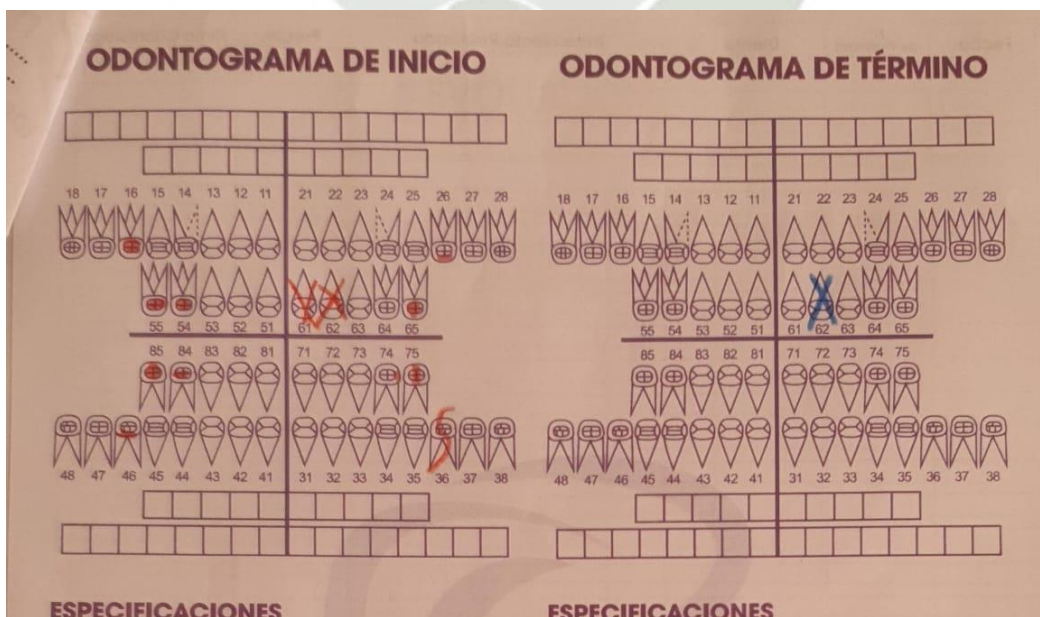 ODONTOGRAMA DE INICIO ODONTOGRAMA DE TÉRMINO
18 17 16 15 14 13 12 11 21 22 23 24 25 26 27 28 18 17 16 15 14 13 12 11 21 22 23 24 25 26 27 28
55 54 53 52 51 61 62 63 64 65 55 54 53 52 51 61 62 63 64 65
85 84 83 82 81 71 72 73 74 75 85 84 83 82 81 71 72 73 74 75
48 47 46 45 44 43 42 41 31 32 33 34 35 36 37 38 48 47 46 45 44 43 42 41 31 32 33 34 35 36 37 38
ESPECIFICACIONES ESPECIFICACIONES